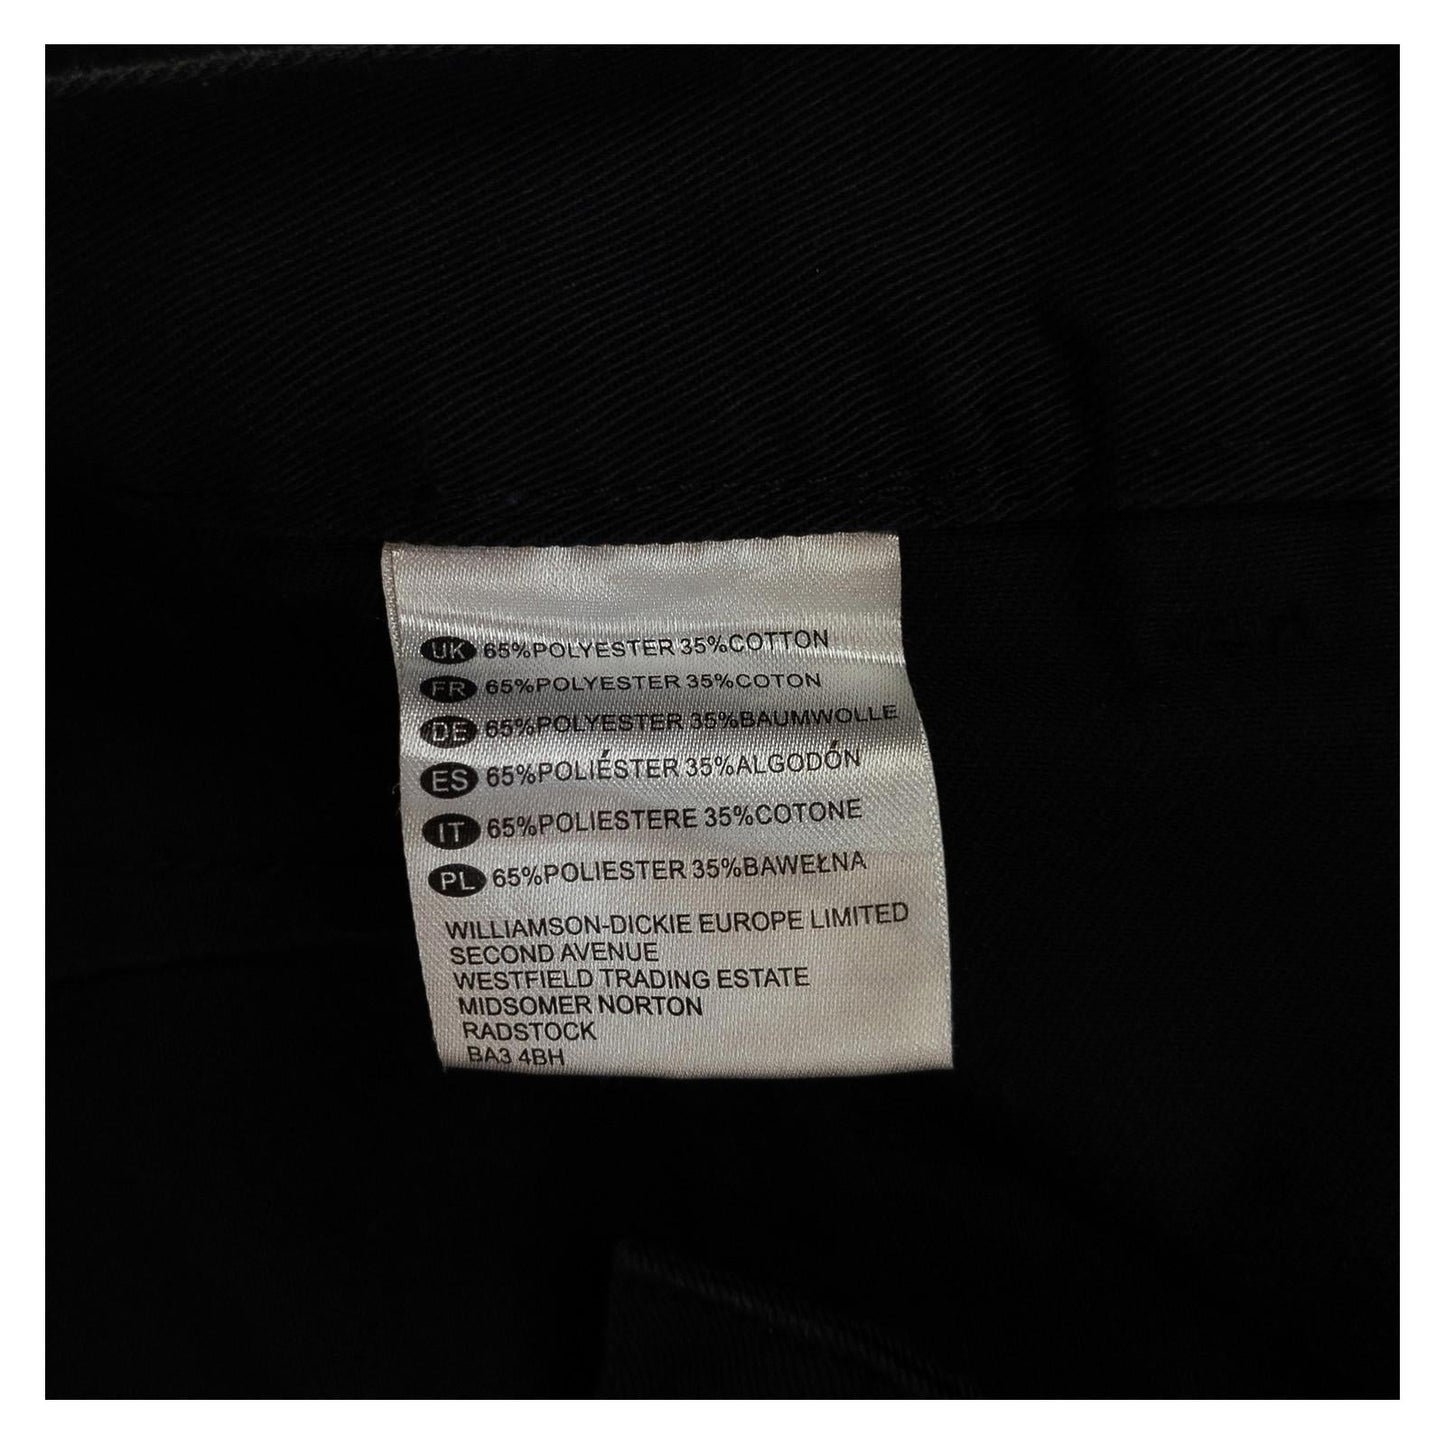 UK 65%POLYESTER 35%COTTON
FR 65%POLYESTER 35%COTON
DE 65%POLYESTER 35%BAUMWOLLE
ES 65%POLIÉSTER 35%ALGODÓN
IT 65%POLIESTERE 35%COTONE
PL 65%POLIESTER 35%BAWEŁNA
WILLIAMSON-DICKIE EUROPE LIMITED
SECOND AVENUE
WESTFIELD TRADING ESTATE
MIDSOMER NORTON
RADSTOCK
BA3 4BH